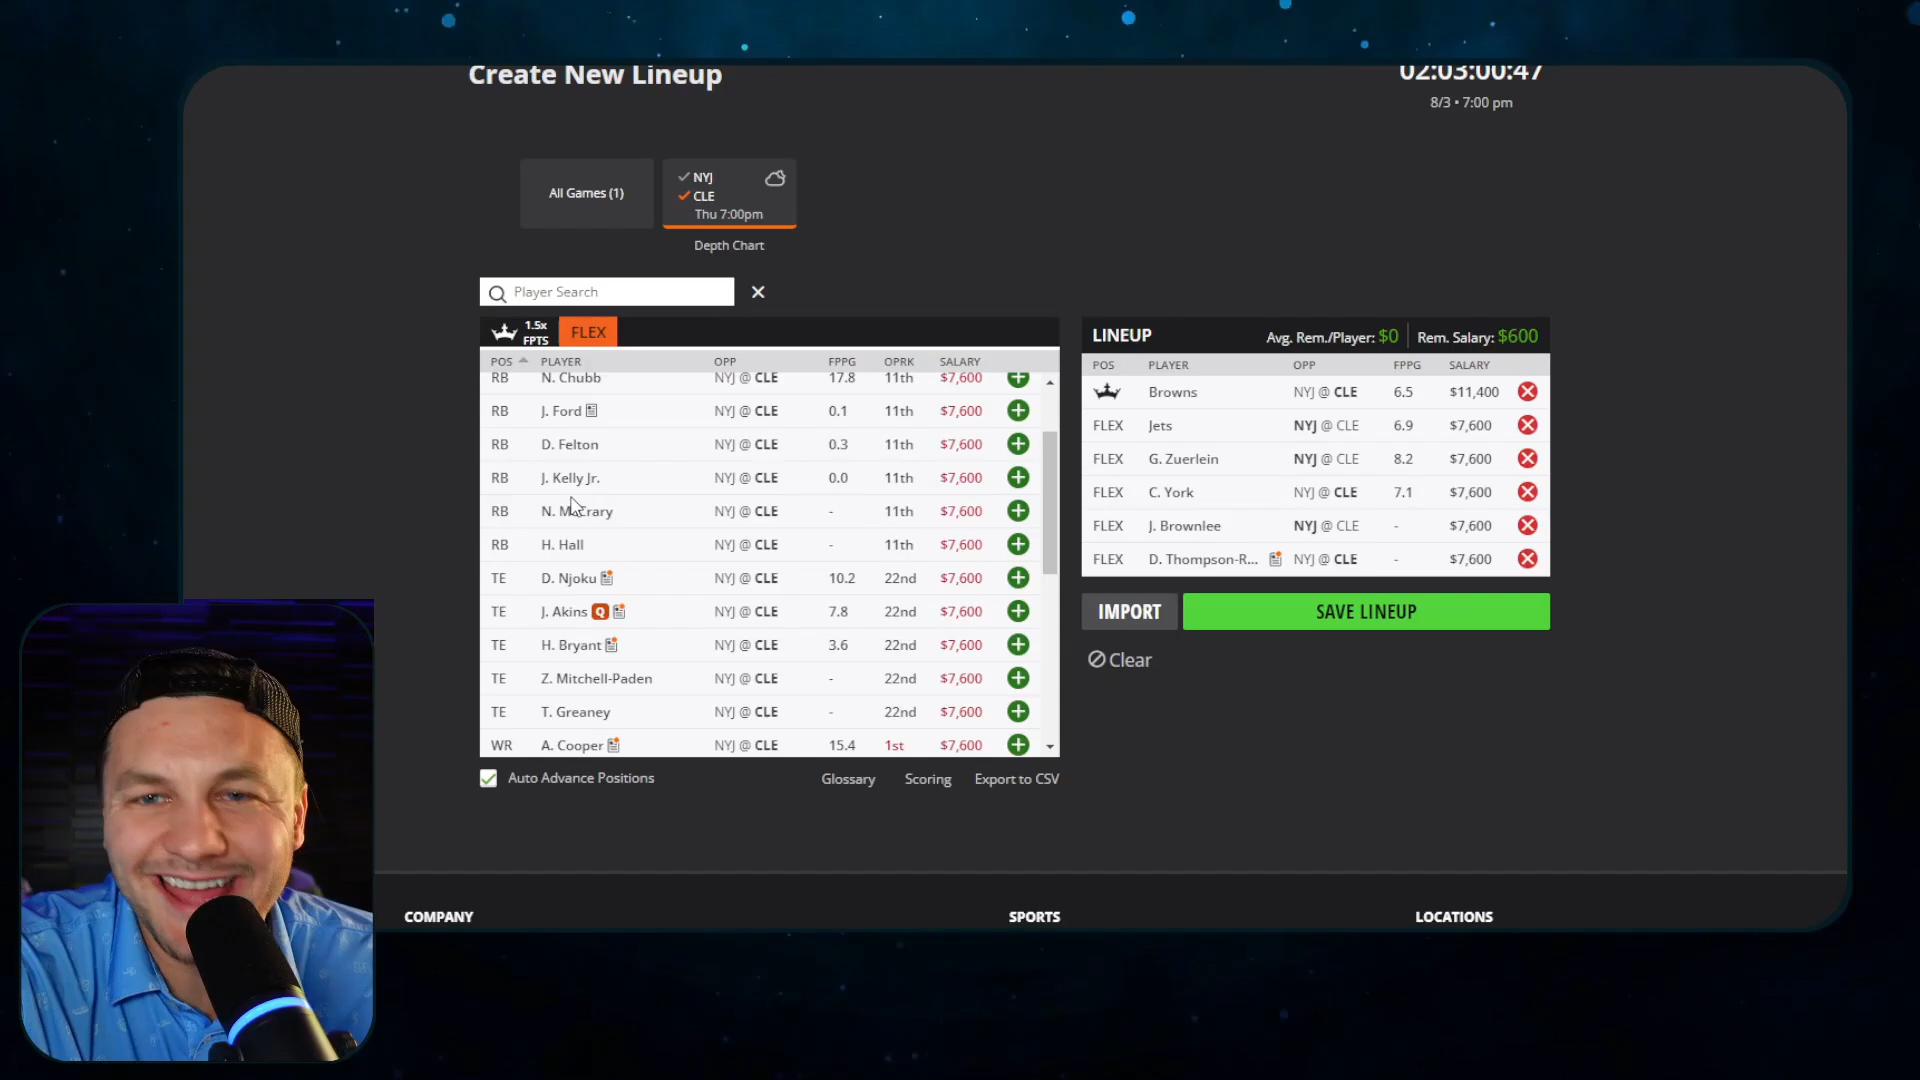 Create New Lineup
02:03:00:47
8/3 • 7:00 pm
All Games (1)
NYJ
CLE
Thu 7:00pm
Depth Chart
Player Search
1.5x
FPTS
FLEX
POS PLAYER OPP FPPG OPRK SALARY
RB N. Chubb NYJ @ CLE 17.8 11th $7,600
RB J. Ford NYJ @ CLE 0.1 11th $7,600
RB D. Felton NYJ @ CLE 0.3 11th $7,600
RB J. Kelly Jr. NYJ @ CLE 0.0 11th $7,600
RB N. McCrary NYJ @ CLE - 11th $7,600
RB H. Hall NYJ @ CLE - 11th $7,600
TE D. Njoku NYJ @ CLE 10.2 22nd $7,600
TE J. Akins Q NYJ @ CLE 7.8 22nd $7,600
TE H. Bryant NYJ @ CLE 3.6 22nd $7,600
TE Z. Mitchell-Paden NYJ @ CLE - 22nd $7,600
TE T. Greaney NYJ @ CLE - 22nd $7,600
WR A. Cooper NYJ @ CLE 15.4 1st $7,600
Auto Advance Positions
Glossary Scoring Export to CSV
LINEUP Avg. Rem./Player: $0 Rem. Salary: $600
POS PLAYER OPP FPPG SALARY
Browns NYJ @ CLE 6.5 $11,400
FLEX Jets NYJ @ CLE 6.9 $7,600
FLEX G. Zuerlein NYJ @ CLE 8.2 $7,600
FLEX C. York NYJ @ CLE 7.1 $7,600
FLEX J. Brownlee NYJ @ CLE - $7,600
FLEX D. Thompson-R... NYJ @ CLE - $7,600
IMPORT SAVE LINEUP
Clear
COMPANY SPORTS LOCATIONS